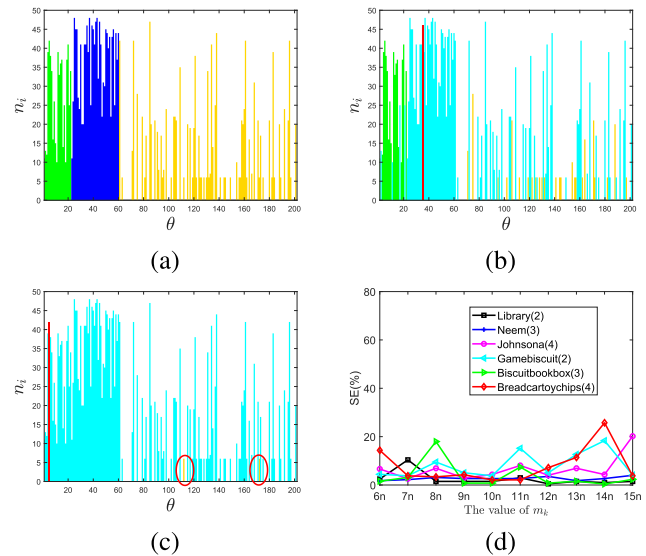 50
45
40
35
30
25
20
15
10
5
0
n_i
20 40 60 80 100 120 140 160 180 200
θ
(a)
50
45
40
35
30
25
20
15
10
5
0
n_i
20 40 60 80 100 120 140 160 180 200
θ
(b)
50
45
40
35
30
25
20
15
10
5
0
n_i
20 40 60 80 100 120 140 160 180 200
θ
(c)
80
60
40
20
0
SE(%)
Library(2)
Neem(3)
Johnsona(4)
Gamebiscuit(2)
Biscuitbookbox(3)
Breadcartoychips(4)
6n 7n 8n 9n 10n 11n 12n 13n 14n 15n
The value of m_k
(d)